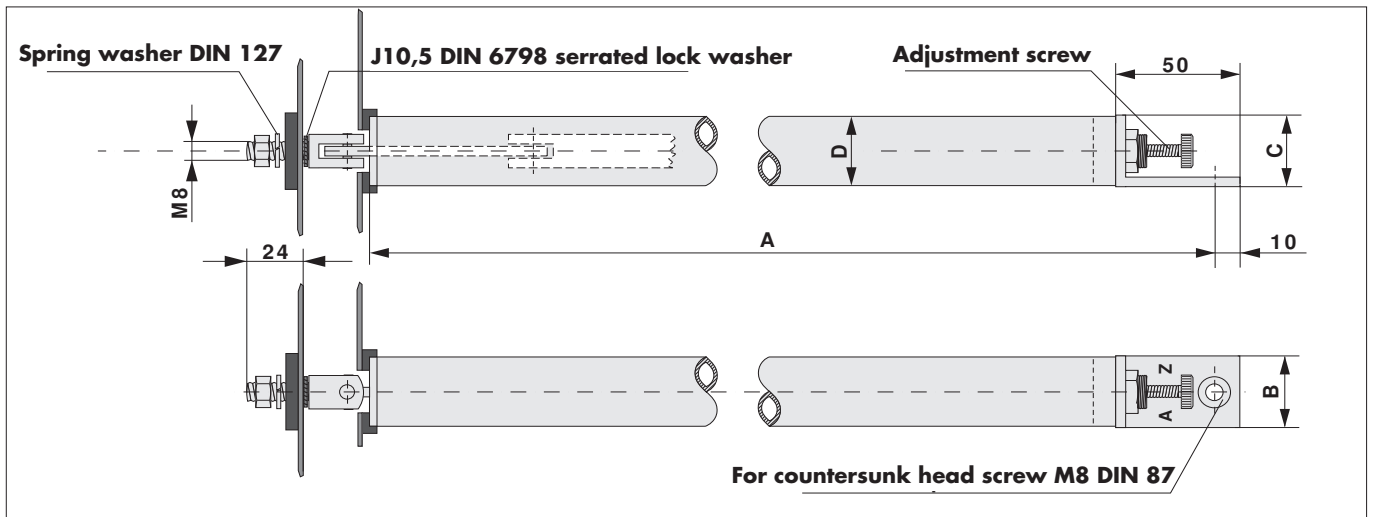 Spring washer DIN 127
J10,5 DIN 6798 serrated lock washer
Adjustment screw
50
M8
D
C
24
A
10
Z
A
B
For countersunk head screw M8 DIN 87